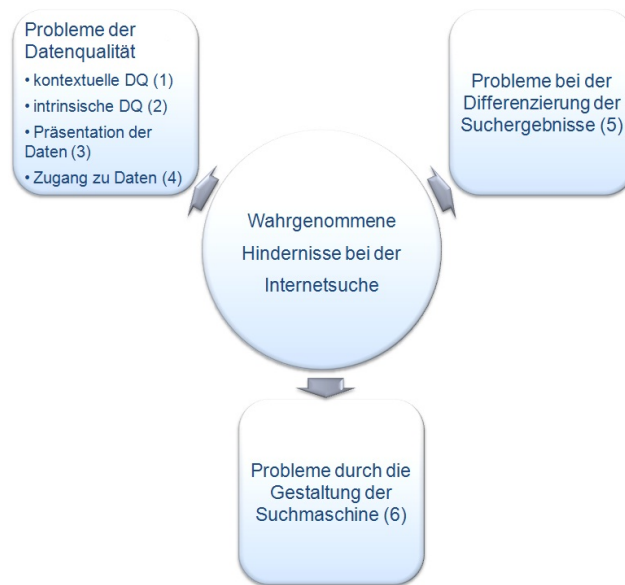 Probleme der
Datenqualität
• kontextuelle DQ (1)
• intrinsische DQ (2)
• Präsentation der
Daten (3)
• Zugang zu Daten (4)
Probleme bei der
Differenzierung der
Suchergebnisse (5)
Wahrgenommene
Hindernisse bei der
Internetsuche
Probleme durch die
Gestaltung der
Suchmaschine (6)